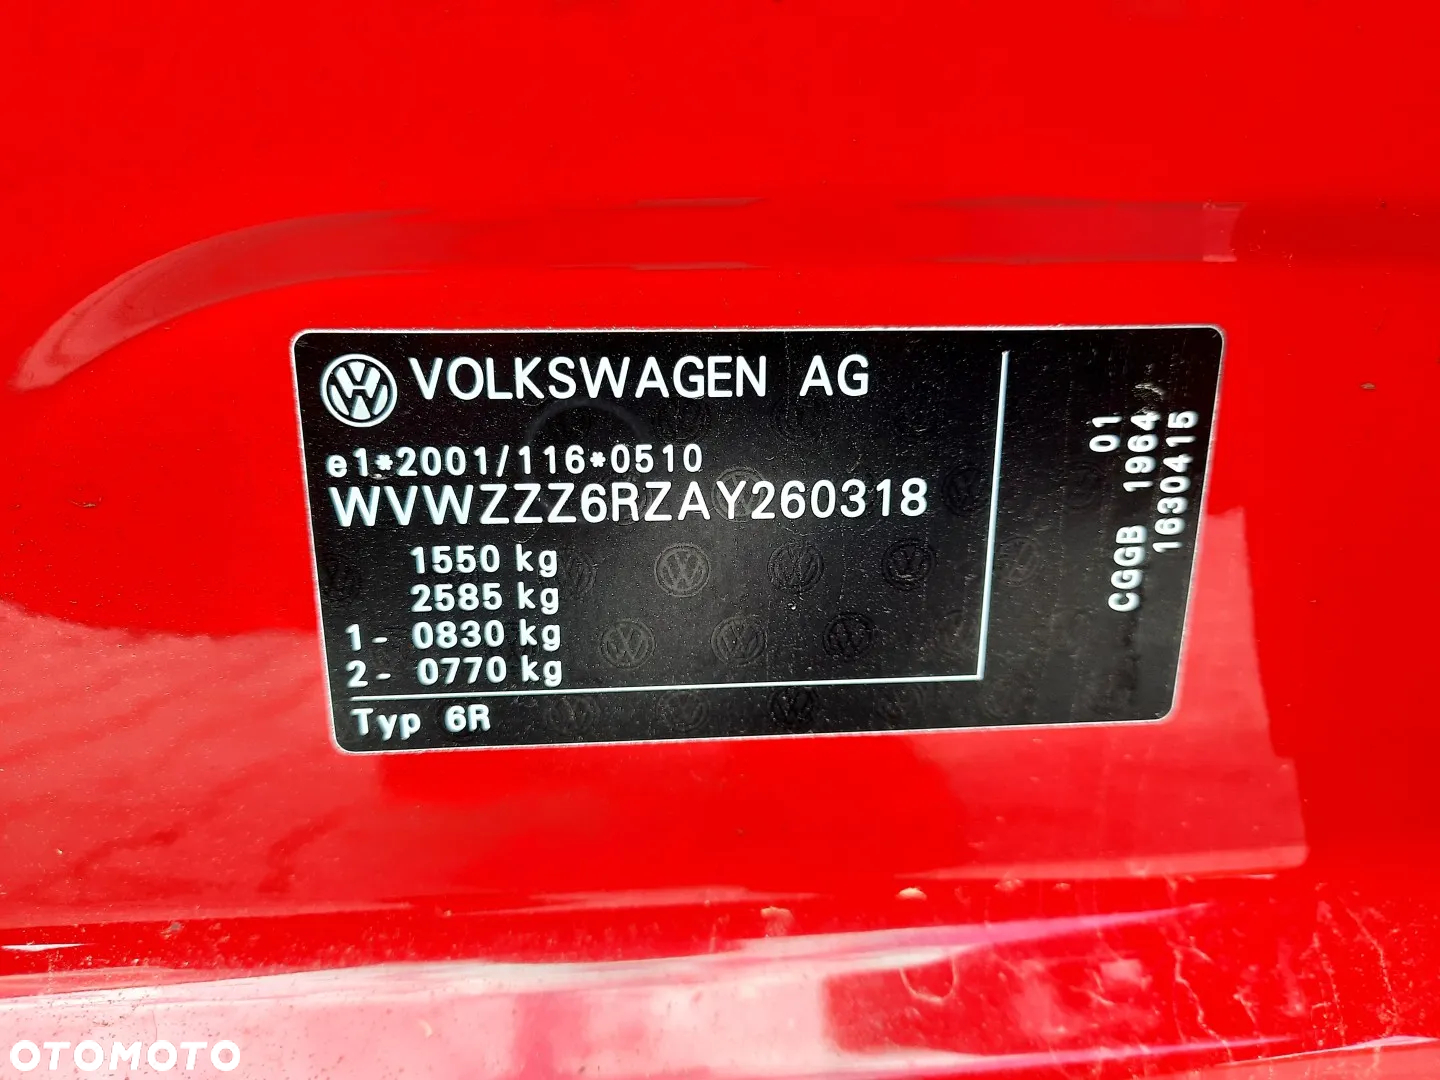 VOLKSWAGEN AG
e1*2001/116*0510
WVWZZZ6RZAY260318
1550 kg
2585 kg
1- 0830 kg
2- 0770 kg
Typ 6R
01
CGGB 1964
1630415
OTOMOTO